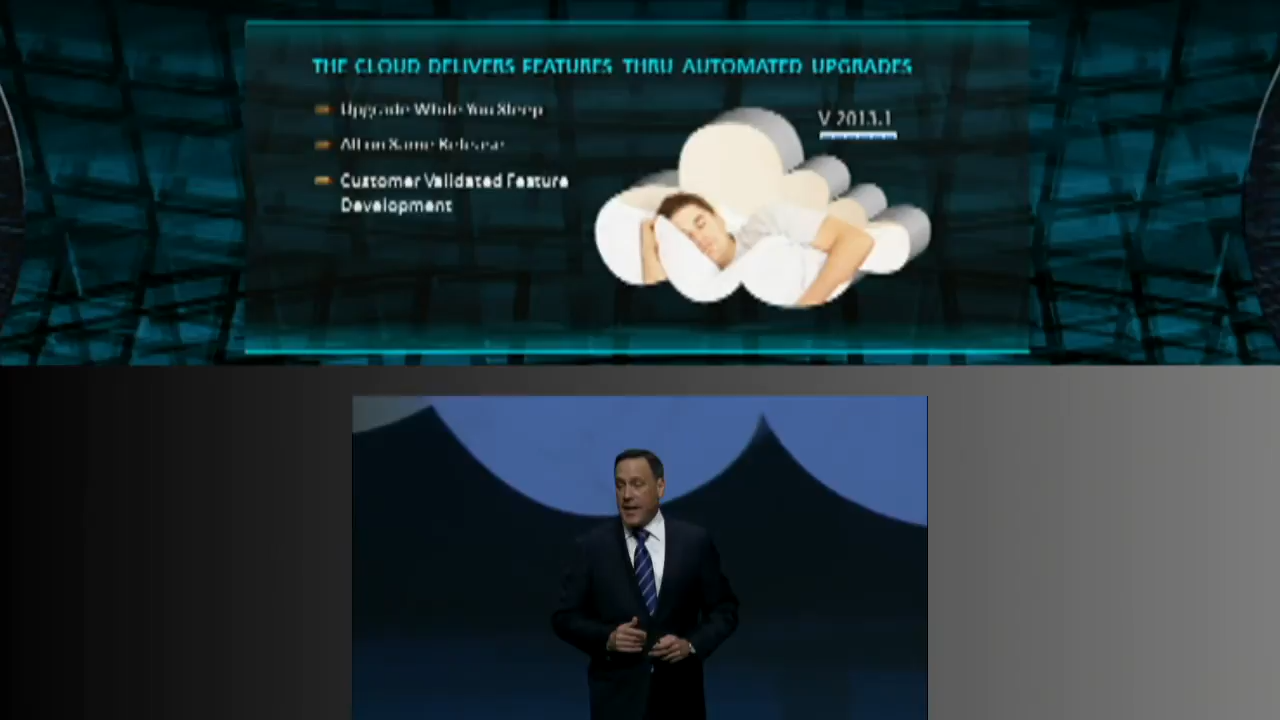 THE CLOUD DELIVERS FEATURES THRU AUTOMATED UPGRADES
Upgrade While You Sleep
V 2013.1
All on Same Release
Customer Validated Feature
Development